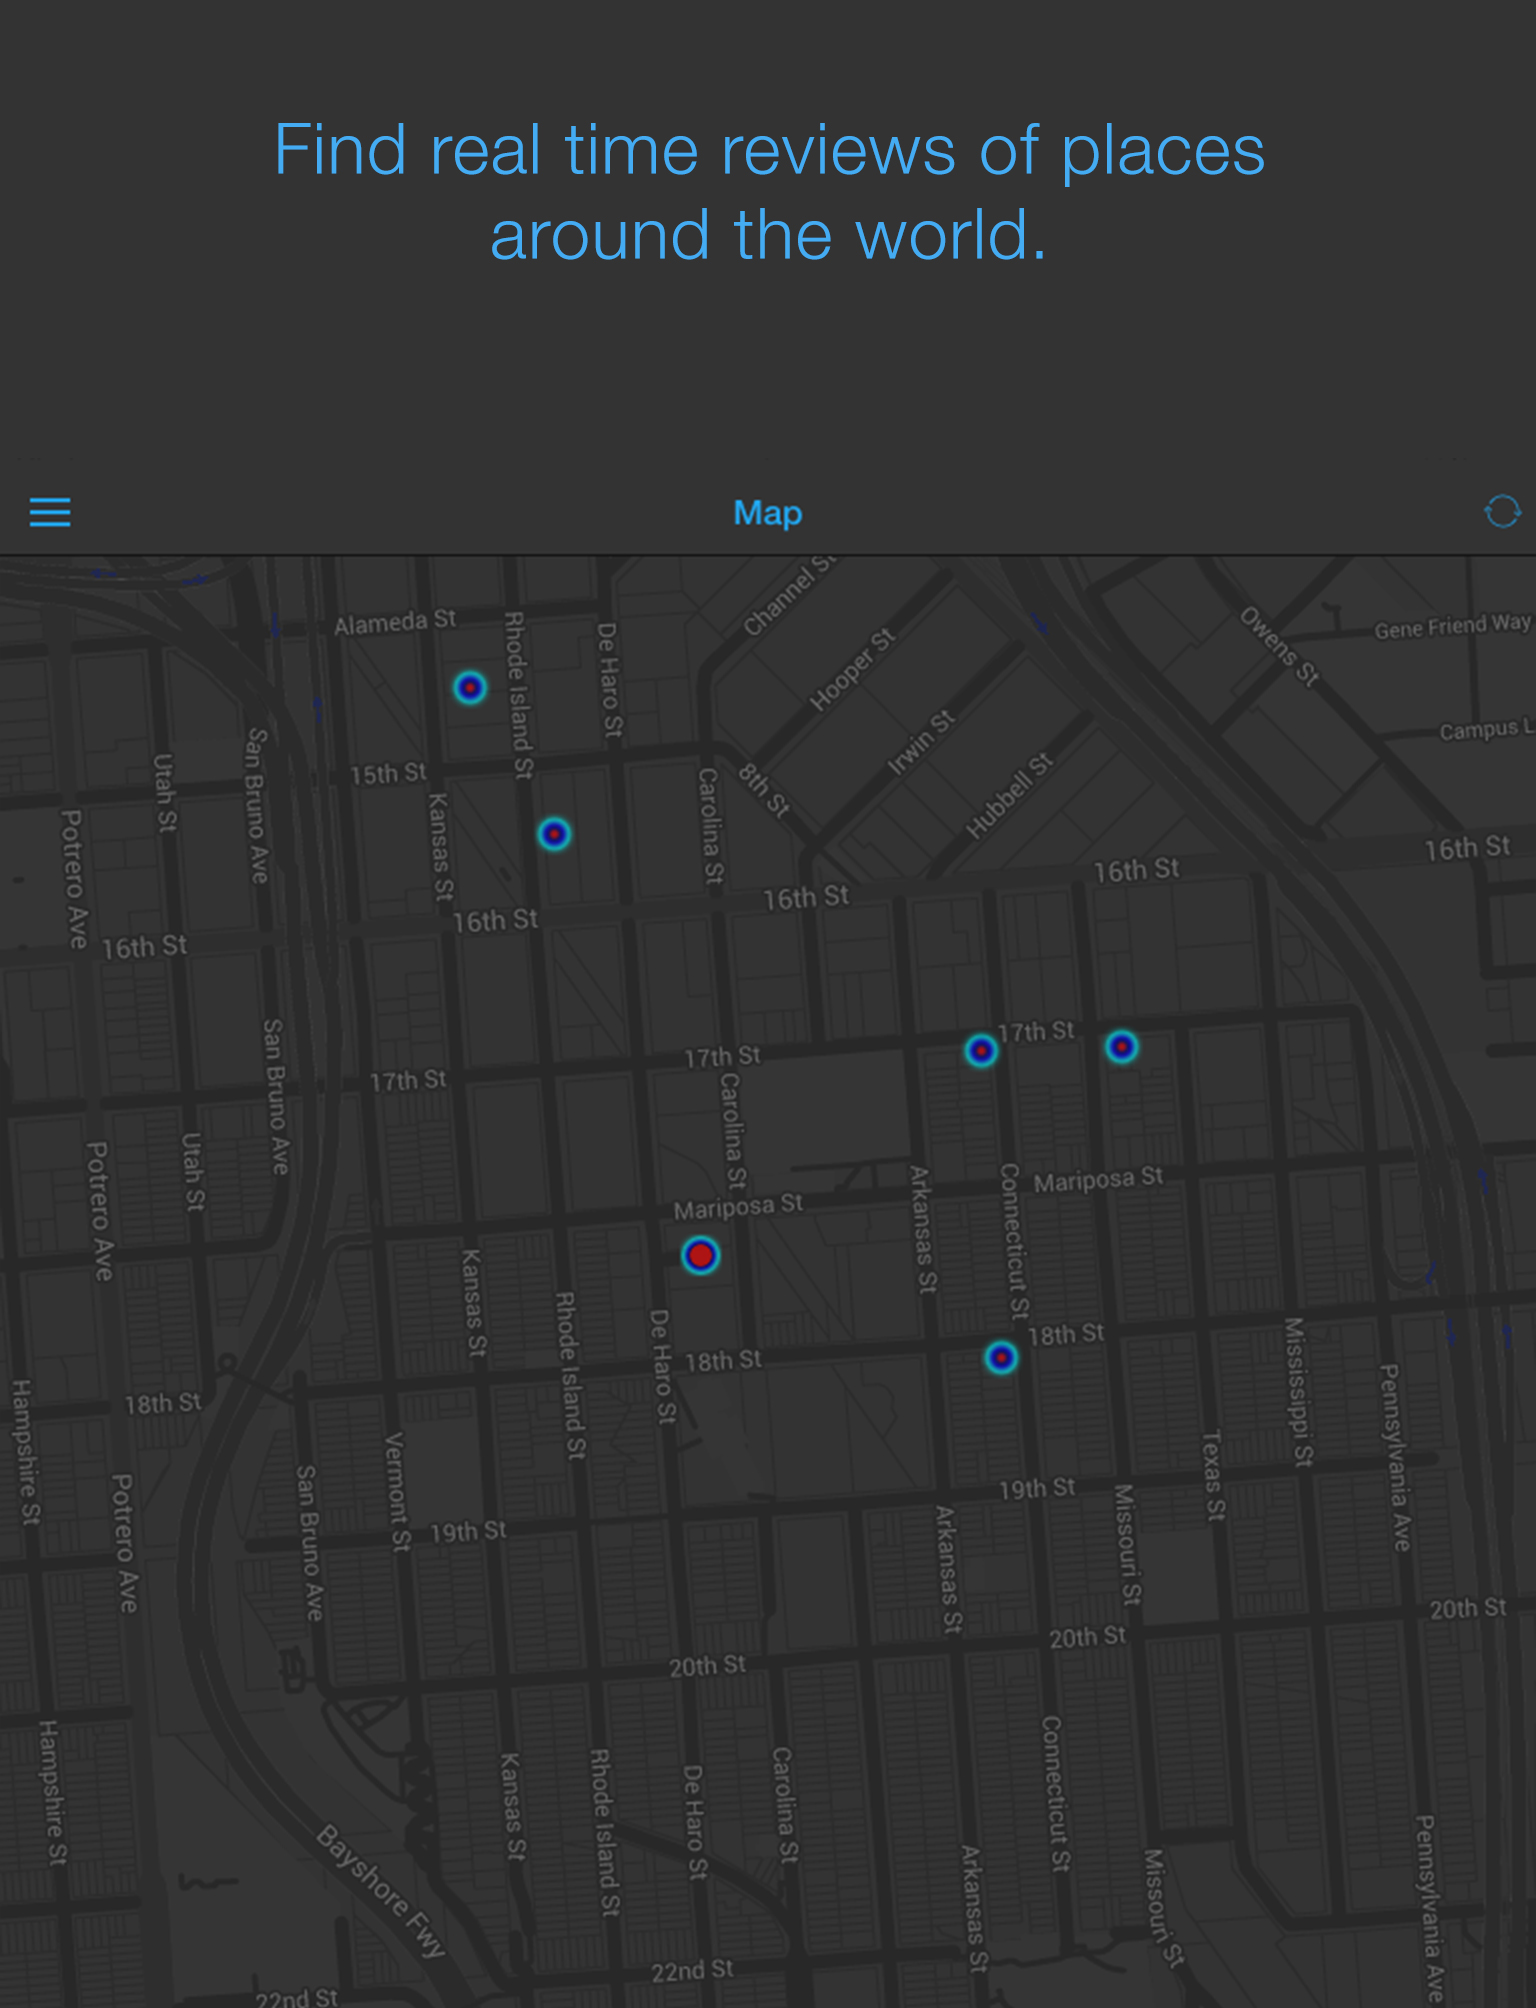 Find real time reviews of places
around the world.
Map
Channel St
Alameda St
Rhode Island St
De Haro St
Hooper St
Owens St
Gene Friend Way
Irwin St
Campus L
San Bruno Ave
Utah St
15th St
8th St
Hubbell St
Kansas St
Carolina St
Potrero Ave
16th St
16th St
16th St
16th St
16th St
San Bruno Ave
17th St
17th St
17th St
Carolina St
Utah St
Potrero Ave
Mariposa St
Mariposa St
Arkansas St
Connecticut St
Kansas St
Rhode Island St
De Haro St
18th St
18th St
18th St
Mississippi St
Pennsylvania Ave
Hampshire St
Potrero Ave
San Bruno Ave
Vermont St
Texas St
19th St
19th St
Missouri St
Arkansas St
20th St
20th St
20th St
Hampshire St
Kansas St
Rhode Island St
De Haro St
Carolina St
Connecticut St
Arkansas St
Missouri St
Pennsylvania Ave
Bayshore Fwy
22nd St
22nd St